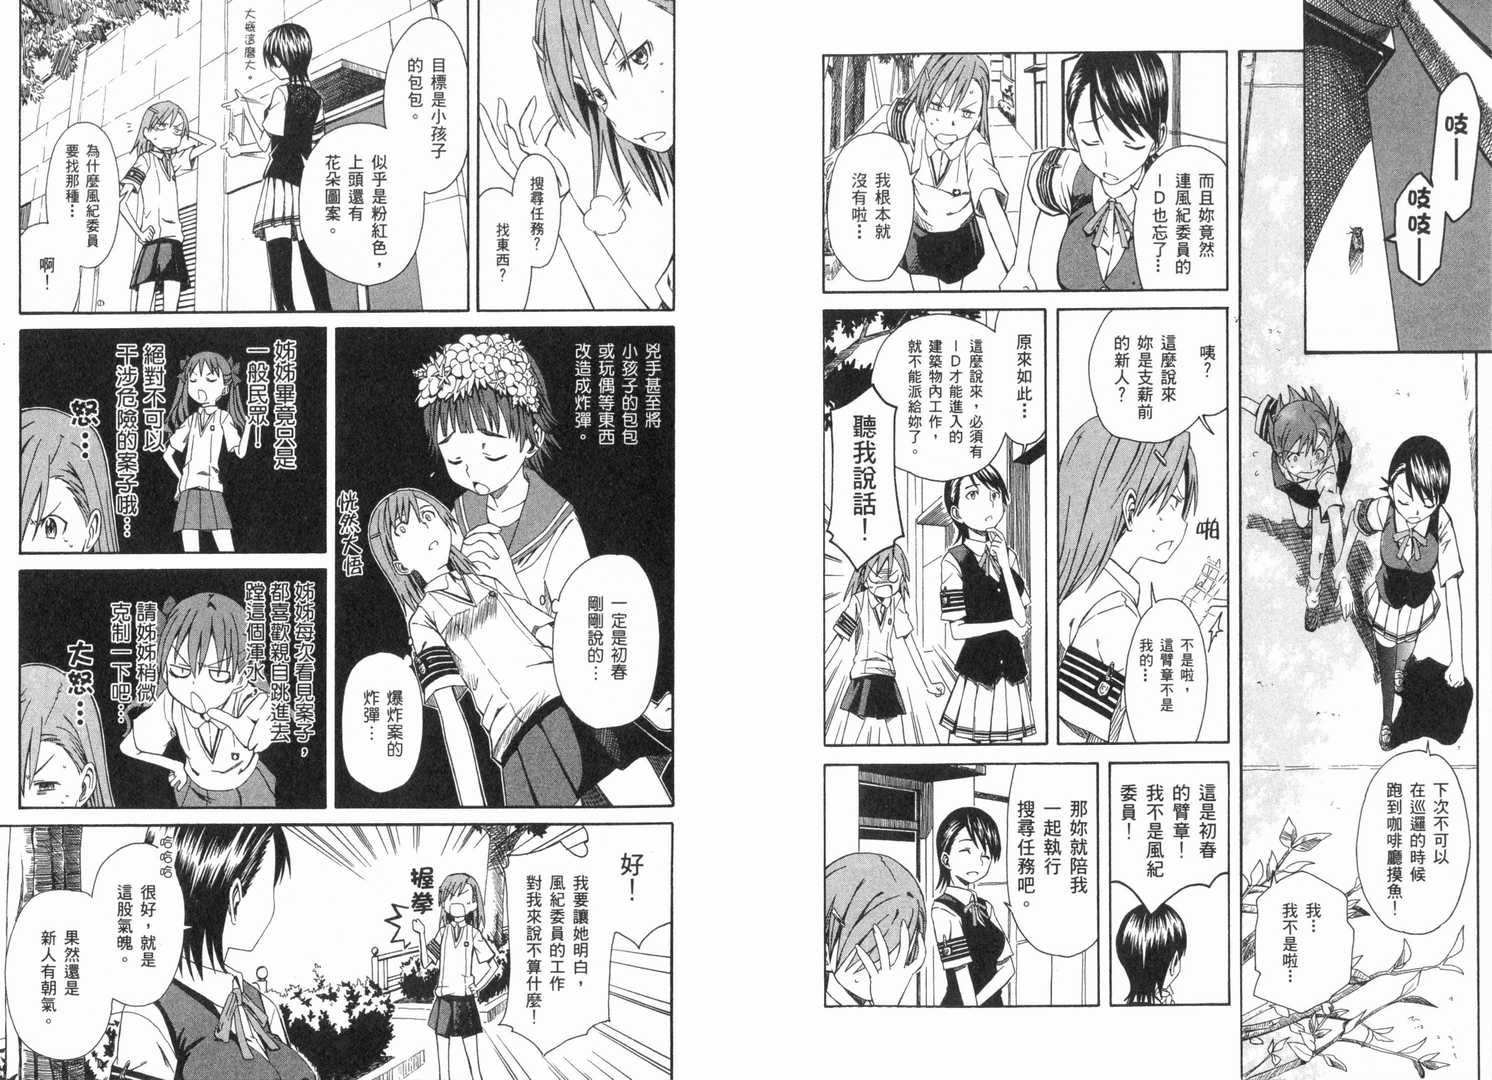 吱——
吱吱——
下次不可以
在巡邏的時候
跑到咖啡廳摸魚！
我…
我不是啦…
而且妳竟然
連風紀委員的
ID也忘了…
我根本就
沒有啦…
咦？
這麼說來
妳是支薪前
的新人？
啪
不是啦，
這臂章不是
我的…
原來如此…
這麼說來，必須有
ID才能進入的
建築物內工作，
就不能派給妳了。
聽我說話！
這是初春
的臂章！
我不是風紀
委員！
那妳就陪我
一起執行
搜尋任務吧。
搜尋任務？
找東西？
目標是小孩子
的包包。
似乎是粉紅色，
上頭還有
花朵圖案。
大概這麼大。
為什麼風紀委員
要找那種…
啊！
兇手甚至將
小孩子的包包
或玩偶等東西
改造成炸彈。
恍然大悟
一定是初春
剛剛說的…
爆炸案的
炸彈…
姊姊畢竟只是
一般民眾！
絕對不可以
干涉危險的案子哦…
怒…
姊姊每次看見案子，
都喜歡親自跳進去
蹚這個渾水，
請姊姊稍微
克制一下吧…
大怒…
好！
我要讓她明白，
風紀委員的工作
對我來說不算什麼！
握拳
哈哈哈
很好，就是
這股氣魄。
果然還是
新人有朝氣。